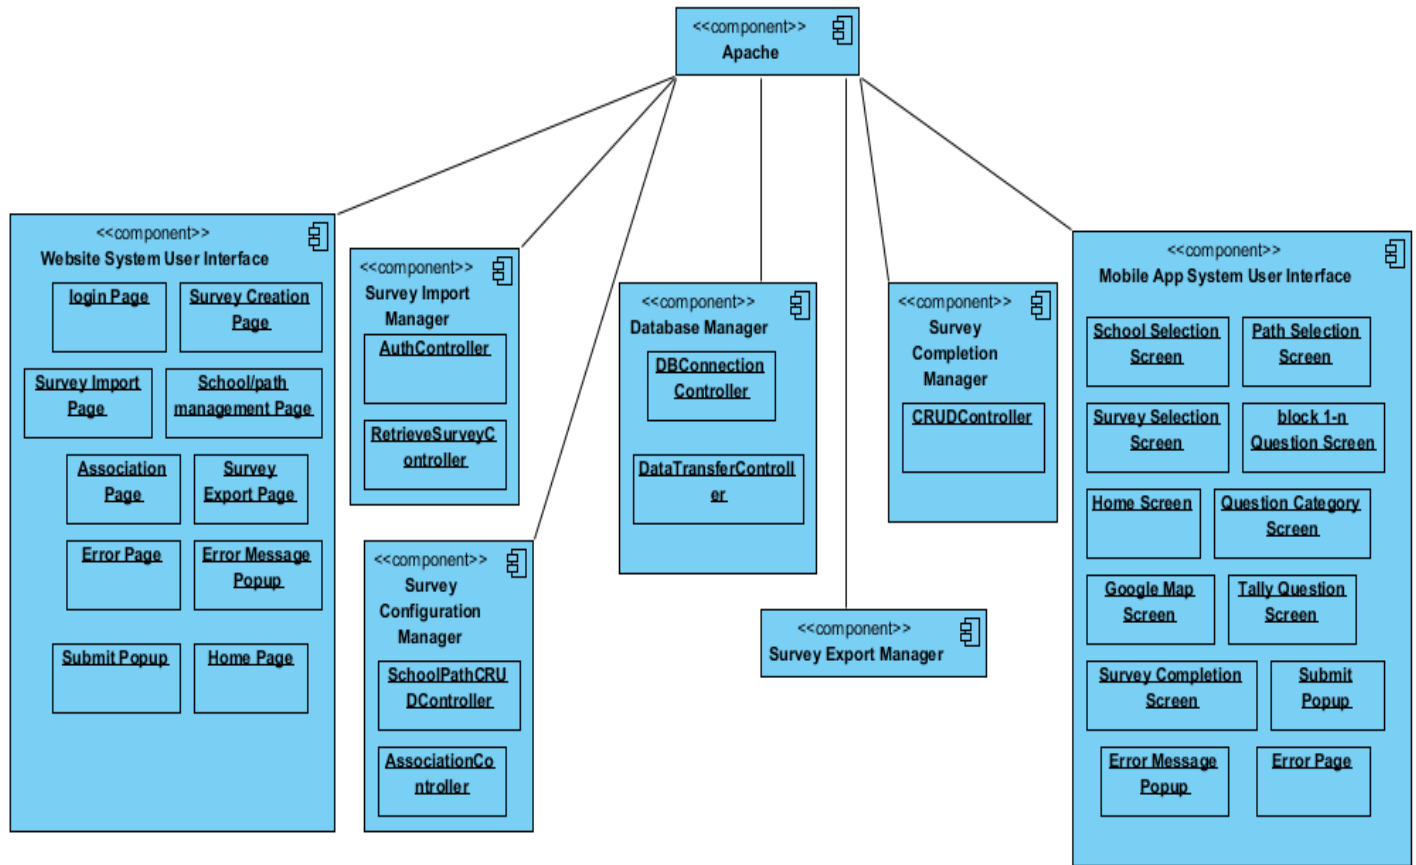 <<component>>
Apache
<<component>>
Website System User Interface
login Page
Survey Creation
Page
Survey Import
Page
School/path
management Page
Association
Page
Survey
Export Page
Error Page
Error Message
Popup
Submit Popup
Home Page
<<component>>
Survey Import
Manager
AuthController
RetrieveSurveyC
ontroller
<<component>>
Survey
Configuration
Manager
SchoolPathCRU
DController
AssociationCo
ntroller
<<component>>
Database Manager
DBConnection
Controller
DataTransferControll
er
<<component>>
Survey Export Manager
<<component>>
Survey
Completion
Manager
CRUDController
<<component>>
Mobile App System User Interface
School Selection
Screen
Path Selection
Screen
Survey Selection
Screen
block 1-n
Question Screen
Home Screen
Question Category
Screen
Google Map
Screen
Tally Question
Screen
Survey Completion
Screen
Submit
Popup
Error Message
Popup
Error Page